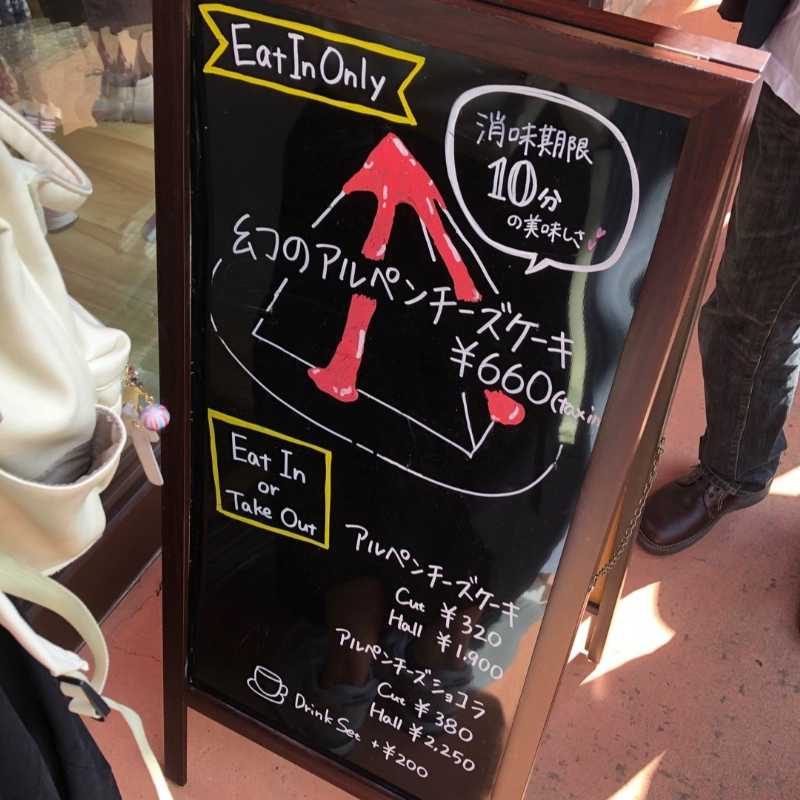 Eat In Only
消味期限
10分
の美味しさ
幻のアルペンチーズケーキ
¥660(tax in
Eat In
or
Take Out
アルペンチーズケーキ
Cut ¥320
Hall ¥1,900
アルペンチーズショコラ
Cut ¥380
Hall ¥2,250
Drink Set +¥200